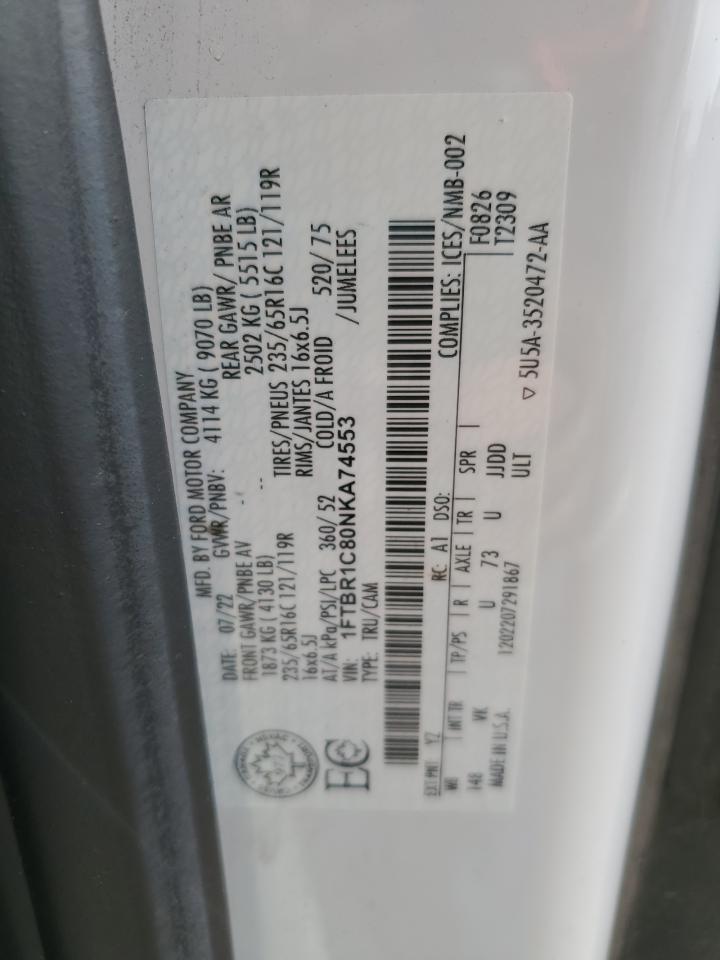 MFD. BY FORD MOTOR COMPANY
DATE: 07/22 GVWR/PNBV: 4114 KG ( 9070 LB)
FRONT GAWR/PNBE AV REAR GAWR/ PNBE AR
1873 KG ( 4130 LB) 2502 KG ( 5515 LB)
235/65R16C 121/119R TIRES/PNEUS 235/65R16C 121/119R
16x6.5J RIMS/JANTES 16x6.5J
AT/A kPa/PSI/LPC 360/ 52 COLD/A FROID 520/ 75
VIN: 1FTBR1C80NKA74553 /JUMELEES
TYPE: TRU/CAM
EC
EXT PNT: YZ RC: A1 DSO: COMPLIES: ICES/NMB-002
WB INT TR TP/PS R AXLE TR SPR F0826
148 VK U 73 U JJDD T2309
MADE IN U.S.A. 1202207291867 ULT
▽ 5U5A-3520472-AA